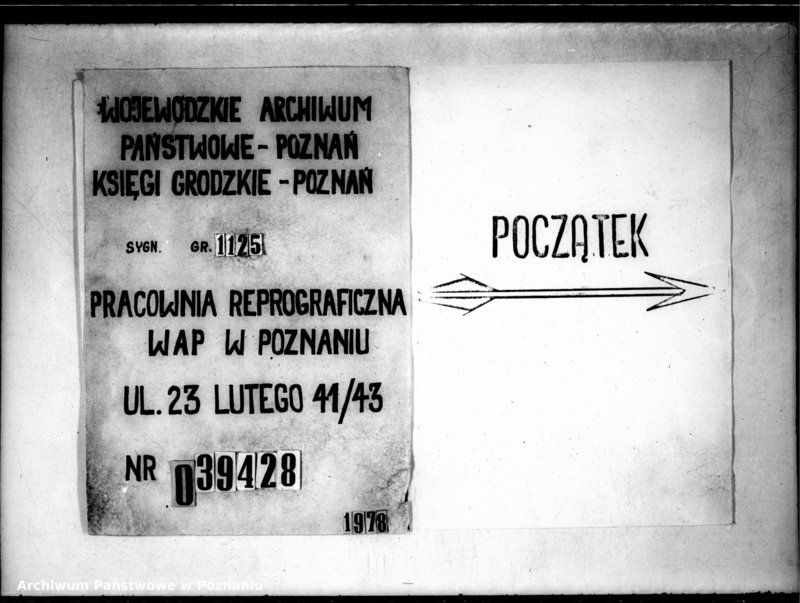 WOJEWÓDZKIE ARCHIWUM
PAŃSTWOWE - POZNAŃ
KSIĘGI GRODZKIE - POZNAŃ
SYGN. GR. 1125
PRACOWNIA REPROGRAFICZNA
WAP W POZNANIU
UL. 23 LUTEGO 41/43
NR 039428
1978
POCZĄTEK
Archiwum Państwowe w Poznaniu